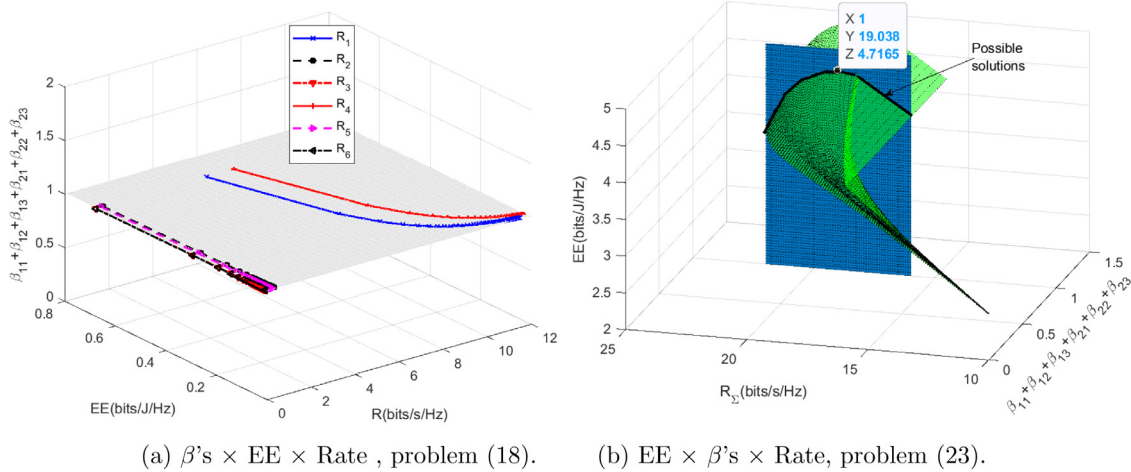 R₁
R₂
R₃
R₄
R₅
R₆
β₁₁+β₁₂+β₁₃+β₂₁+β₂₂+β₂₃
2
1.5
1
0.5
0
0.8
0.6
0.4
0.2
EE(bits/J/Hz)
0
2
4
6
8
10
12
R(bits/s/Hz)
(a) β's × EE × Rate , problem (18).
X 1
Y 19.038
Z 4.7165
Possible
solutions
EE(bits/J/Hz)
5
4.5
4
3.5
3
2.5
2
25
20
15
10
R_Σ(bits/s/Hz)
0
0.5
1
1.5
β₁₁+β₁₂+β₁₃+β₂₁+β₂₂+β₂₃
(b) EE × β's × Rate, problem (23).